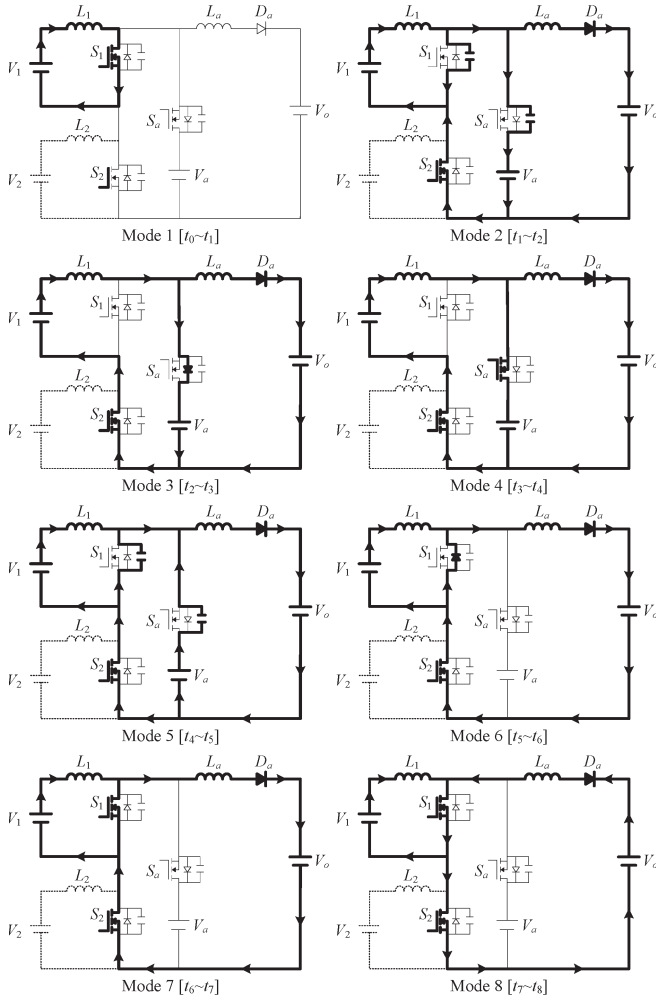 L₁ Lₐ Dₐ
S₁
V₁ Sₐ Vₒ
L₂
S₂
V₂ Vₐ
Mode 1 [t₀~t₁]
L₁ Lₐ Dₐ
S₁
V₁ Sₐ Vₒ
L₂
S₂
V₂ Vₐ
Mode 2 [t₁~t₂]
L₁ Lₐ Dₐ
S₁
V₁ Sₐ Vₒ
L₂
S₂
V₂ Vₐ
Mode 3 [t₂~t₃]
L₁ Lₐ Dₐ
S₁
V₁ Sₐ Vₒ
L₂
S₂
V₂ Vₐ
Mode 4 [t₃~t₄]
L₁ Lₐ Dₐ
S₁
V₁ Sₐ Vₒ
L₂
S₂
V₂ Vₐ
Mode 5 [t₄~t₅]
L₁ Lₐ Dₐ
S₁
V₁ Sₐ Vₒ
L₂
S₂
V₂ Vₐ
Mode 6 [t₅~t₆]
L₁ Lₐ Dₐ
S₁
V₁ Sₐ Vₒ
L₂
S₂
V₂ Vₐ
Mode 7 [t₆~t₇]
L₁ Lₐ Dₐ
S₁
V₁ Sₐ Vₒ
L₂
S₂
V₂ Vₐ
Mode 8 [t₇~t₈]